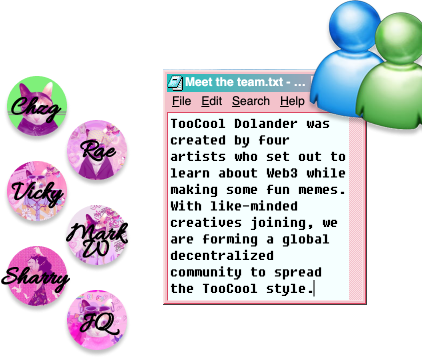 Chzg
Rae
Vicky
Mark
W
Sharry
JQ
Meet the team.txt - ...
File Edit Search Help
TooCool Dolander was
created by four
artists who set out to
learn about Web3 while
making some fun memes.
With like-minded
creatives joining, we
are forming a global
decentralized
community to spread
the TooCool style.